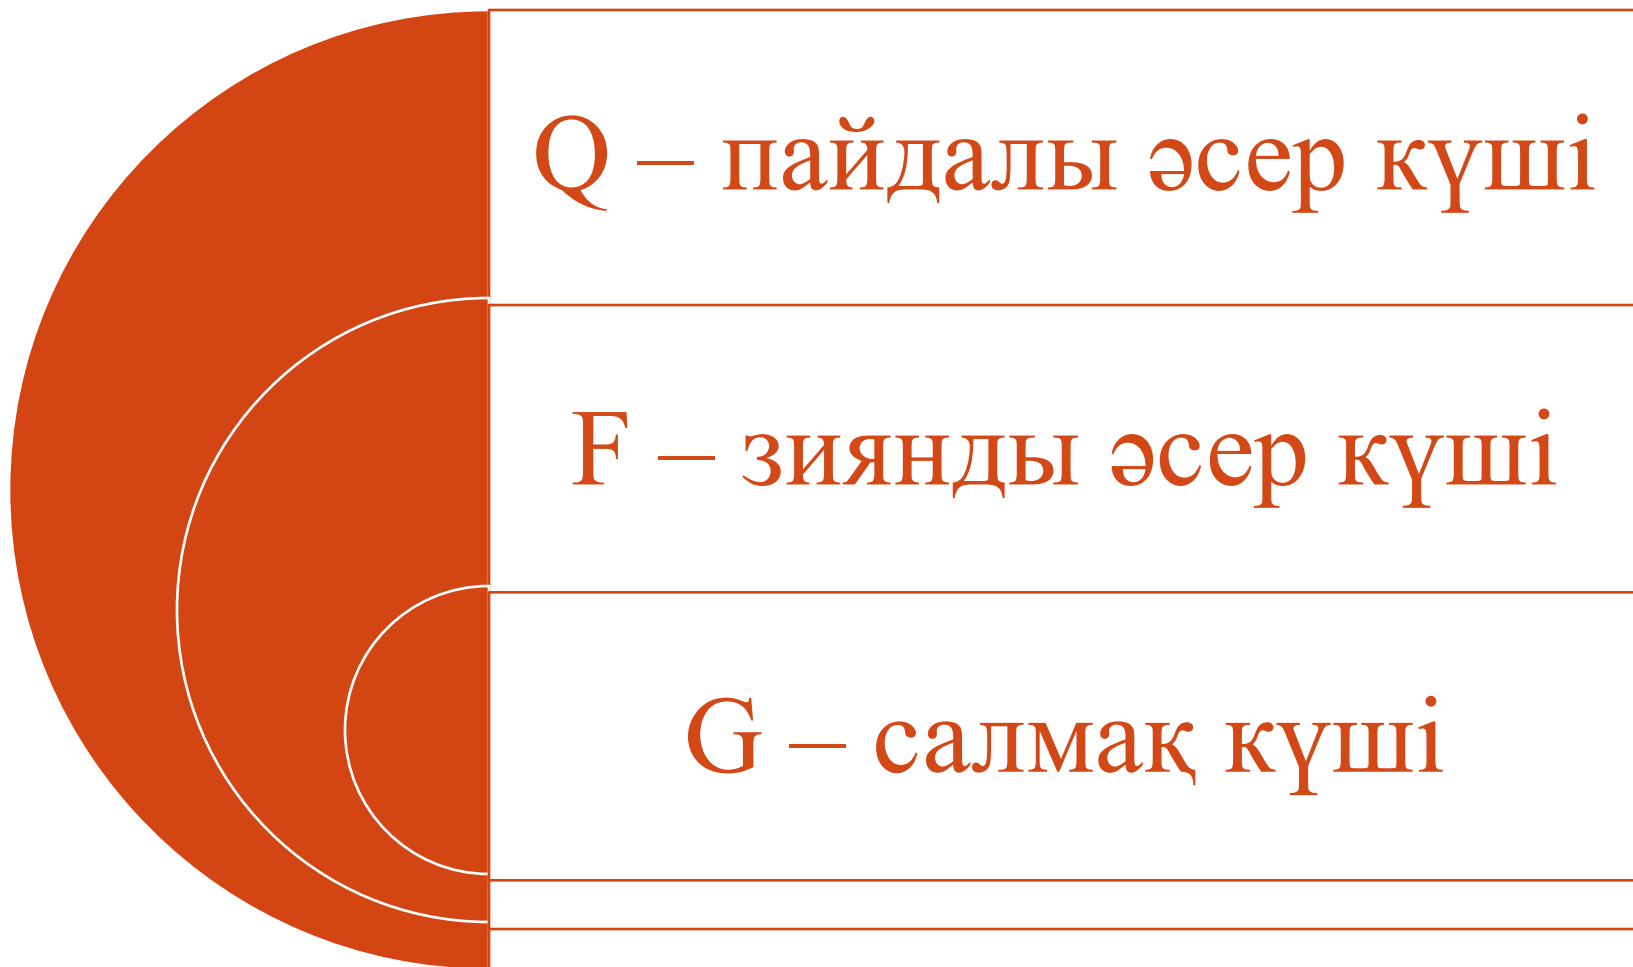 Q – пайдалы әсер күші
F – зиянды әсер күші
G – салмақ күші